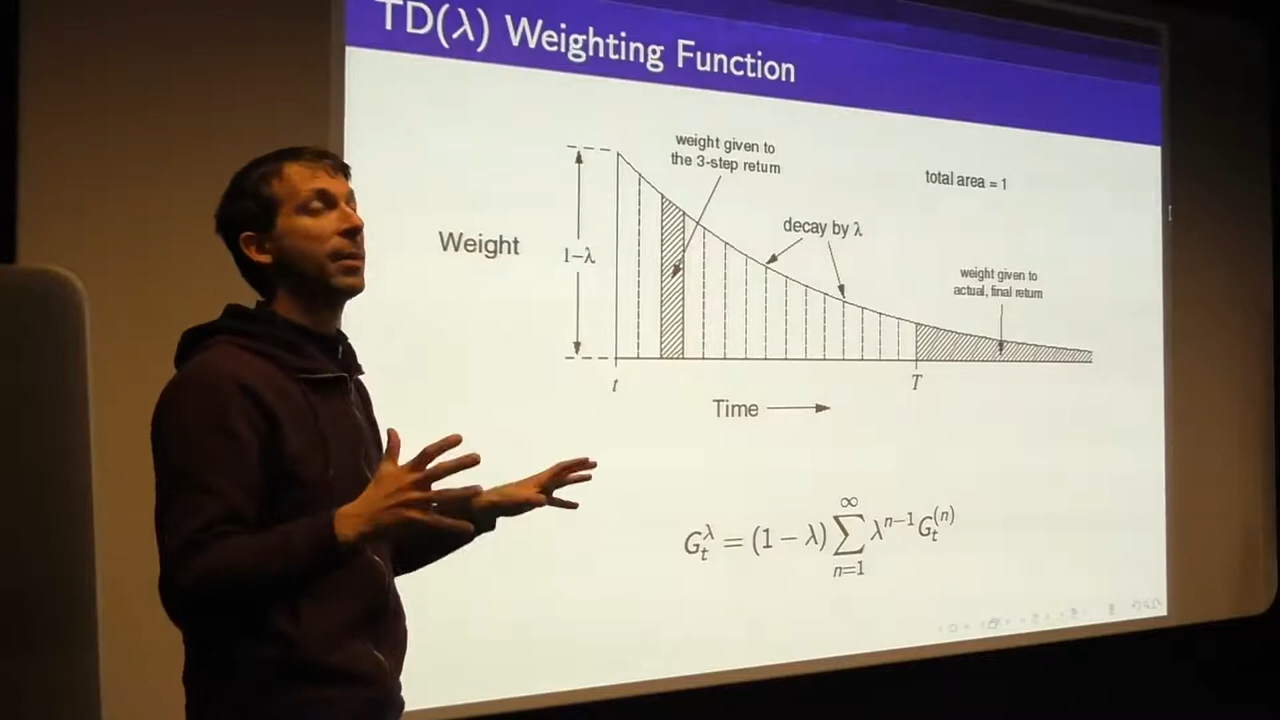 TD(λ) Weighting Function
weight given to
the 3-step return
total area = 1
decay by λ
Weight
1−λ
weight given to
actual, final return
t
T
Time
G_t^λ = (1 − λ) ∑_{n=1}^{∞} λ^{n−1} G_t^{(n)}